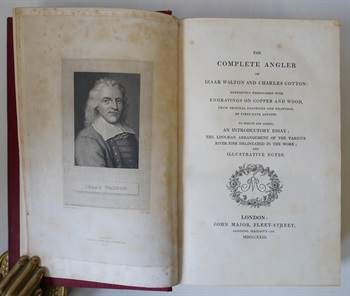 IZAAK WALTON
THE
COMPLETE ANGLER
OF
IZAAK WALTON AND CHARLES COTTON:
EXTENSIVELY EMBELLISHED WITH
ENGRAVINGS ON COPPER AND WOOD,
FROM ORIGINAL PAINTINGS AND DRAWINGS,
BY FIRST-RATE ARTISTS.
TO WHICH ARE ADDED,
AN INTRODUCTORY ESSAY;
THE LINNÆAN ARRANGEMENT OF THE VARIOUS
RIVER-FISH DELINEATED IN THE WORK;
AND
ILLUSTRATIVE NOTES.
LONDON:
JOHN MAJOR, FLEET-STREET,
MDCCCXXIII.